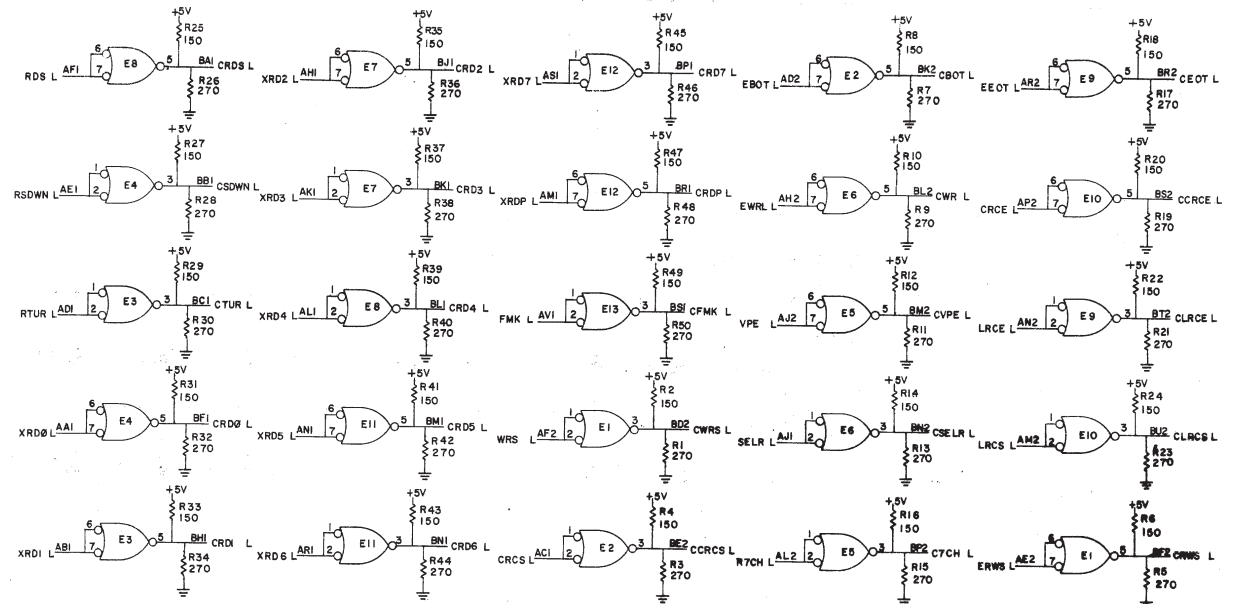 +5V
R25
150
6
7
E8
5
RDS L
AF1
BA1
CRDS L
R26
270
+5V
R35
150
6
7
E7
5
XRD2 L
AH1
BJ1
CRD2 L
R36
270
+5V
R45
150
1
2
E12
3
XRD7 L
AS1
BP1
CRD7 L
R46
270
+5V
R8
150
6
7
E2
5
EBOT L
AD2
BK2
CBOT L
R7
270
+5V
R18
150
6
7
E9
5
EEOT L
AR2
BR2
CEOT L
R17
270
+5V
R27
150
1
2
E4
3
RSDWN L
AE1
BB1
CSDWN L
R28
270
+5V
R37
150
1
2
E7
3
XRD3 L
AK1
BK1
CRD3 L
R38
270
+5V
R47
150
6
7
E12
5
XRDP L
AM1
BR1
CRDP L
R48
270
+5V
R10
150
6
7
E6
5
EWRL L
AH2
BL2
CWR L
R9
270
+5V
R20
150
6
7
E10
5
CRCE L
AP2
BS2
CCRCE L
R19
270
+5V
R29
150
1
2
E3
3
RTUR L
AD1
BC1
CTUR L
R30
270
+5V
R39
150
1
2
E8
3
XRD4 L
AL1
BL1
CRD4 L
R40
270
+5V
R49
150
1
2
E13
3
FMK L
AV1
BS1
CFMK L
R50
270
+5V
R12
150
6
7
E5
5
VPE L
AJ2
BM2
CVPE L
R11
270
+5V
R22
150
1
2
E9
3
LRCE L
AN2
BT2
CLRCE L
R21
270
+5V
R31
150
6
7
E4
5
XRDØ L
AA1
BF1
CRDØ L
R32
270
+5V
R41
150
6
7
E11
5
XRD5 L
AN1
BM1
CRD5 L
R42
270
+5V
R2
150
1
2
E1
3
WRS L
AF2
BD2
CWRS L
R1
270
+5V
R14
150
1
2
E6
3
SELR L
AJ1
BN2
CSELR L
R13
270
+5V
R24
150
1
2
E10
3
LRCS L
AM2
BU2
CLRCS L
R23
270
+5V
R33
150
6
7
E3
5
XRD1 L
AB1
BH1
CRD1 L
R34
270
+5V
R43
150
1
2
E11
3
XRD6 L
AR1
BN1
CRD6 L
R44
270
+5V
R4
150
1
2
E2
3
CRCS L
AC1
BE2
CCRCS L
R3
270
+5V
R16
150
1
2
E5
3
R7CH L
AL2
BP2
C7CH L
R15
270
+5V
R6
150
6
7
E1
5
ERWS L
AE2
BF2
CRWS L
R5
270